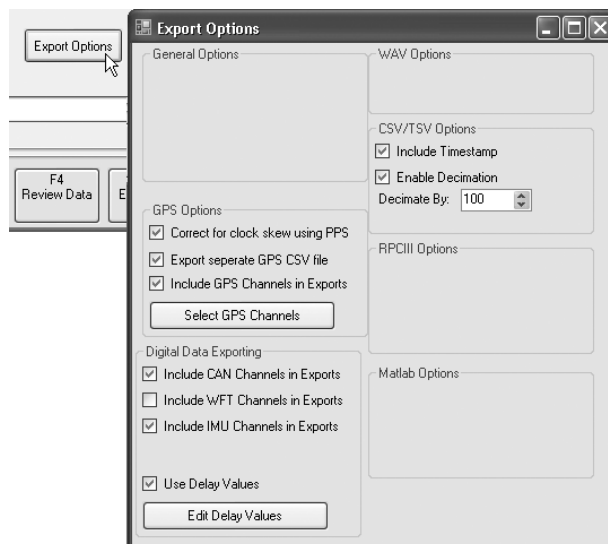 Export Options
F4
Review Data
E
Export Options
General Options
GPS Options
Correct for clock skew using PPS
Export seperate GPS CSV file
Include GPS Channels in Exports
Select GPS Channels
Digital Data Exporting
Include CAN Channels in Exports
Include WFT Channels in Exports
Include IMU Channels in Exports
Use Delay Values
Edit Delay Values
WAV Options
CSV/TSV Options
Include Timestamp
Enable Decimation
Decimate By: 100
RPCIII Options
Matlab Options